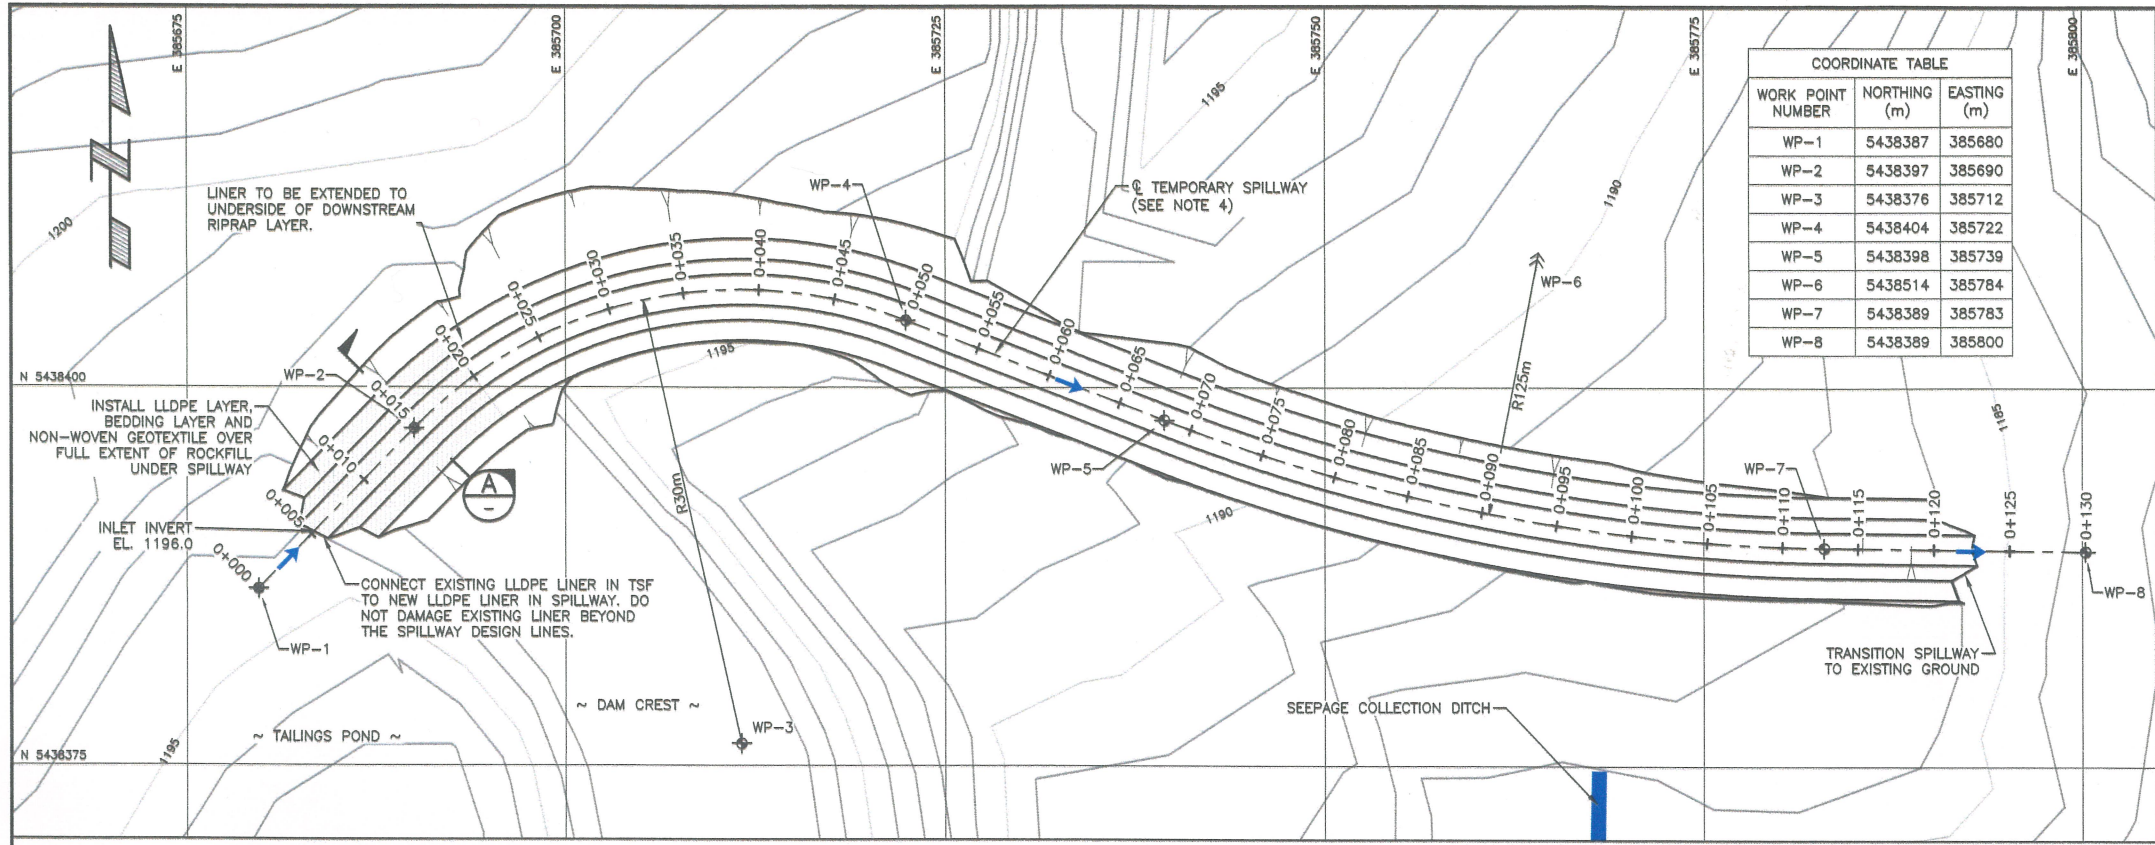 E 385675
E 385700
E 385725
E 385750
E 385775
E 385800
COORDINATE TABLE
WORK POINT NUMBER | NORTHING (m) | EASTING (m)
WP-1 5438387 385680
WP-2 5438397 385690
WP-3 5438376 385712
WP-4 5438404 385722
WP-5 5438398 385739
WP-6 5438514 385784
WP-7 5438389 385783
WP-8 5438389 385800
1195
1190
1200
LINER TO BE EXTENDED TO
UNDERSIDE OF DOWNSTREAM
RIPRAP LAYER.
WP-4
℄ TEMPORARY SPILLWAY
(SEE NOTE 4)
WP-6
R125m
N 5438400
WP-2
INSTALL LLDPE LAYER,
BEDDING LAYER AND
NON-WOVEN GEOTEXTILE OVER
FULL EXTENT OF ROCKFILL
UNDER SPILLWAY
0+000
0+005
0+010
0+015
0+020
0+025
0+030
0+030
0+035
0+040
0+045
0+050
0+055
0+060
0+065
0+070
0+075
0+080
0+085
0+090
0+095
0+100
0+105
0+110
0+115
0+120
0+125
0+130
1195
1185
WP-5
WP-7
A
-
R30m
1190
INLET INVERT
EL. 1196.0
CONNECT EXISTING LLDPE LINER IN TSF
TO NEW LLDPE LINER IN SPILLWAY. DO
NOT DAMAGE EXISTING LINER BEYOND
THE SPILLWAY DESIGN LINES.
WP-1
WP-8
TRANSITION SPILLWAY
TO EXISTING GROUND
~ DAM CREST ~
SEEPAGE COLLECTION DITCH
WP-3
~ TAILINGS POND ~
1195
N 5438375